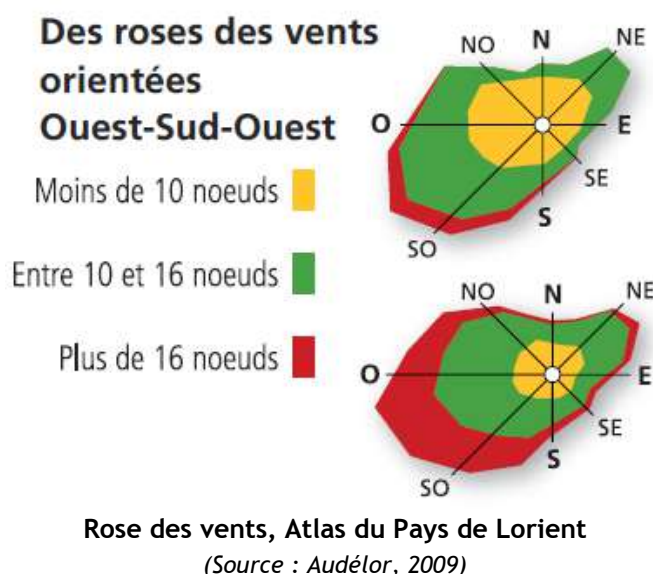 Des roses des vents
orientées
Ouest-Sud-Ouest
Moins de 10 noeuds
Entre 10 et 16 noeuds
Plus de 16 noeuds
NO
N
NE
O
E
SE
S
SO
NO
N
NE
O
E
SE
S
SO
Rose des vents, Atlas du Pays de Lorient
(Source : Audélor, 2009)